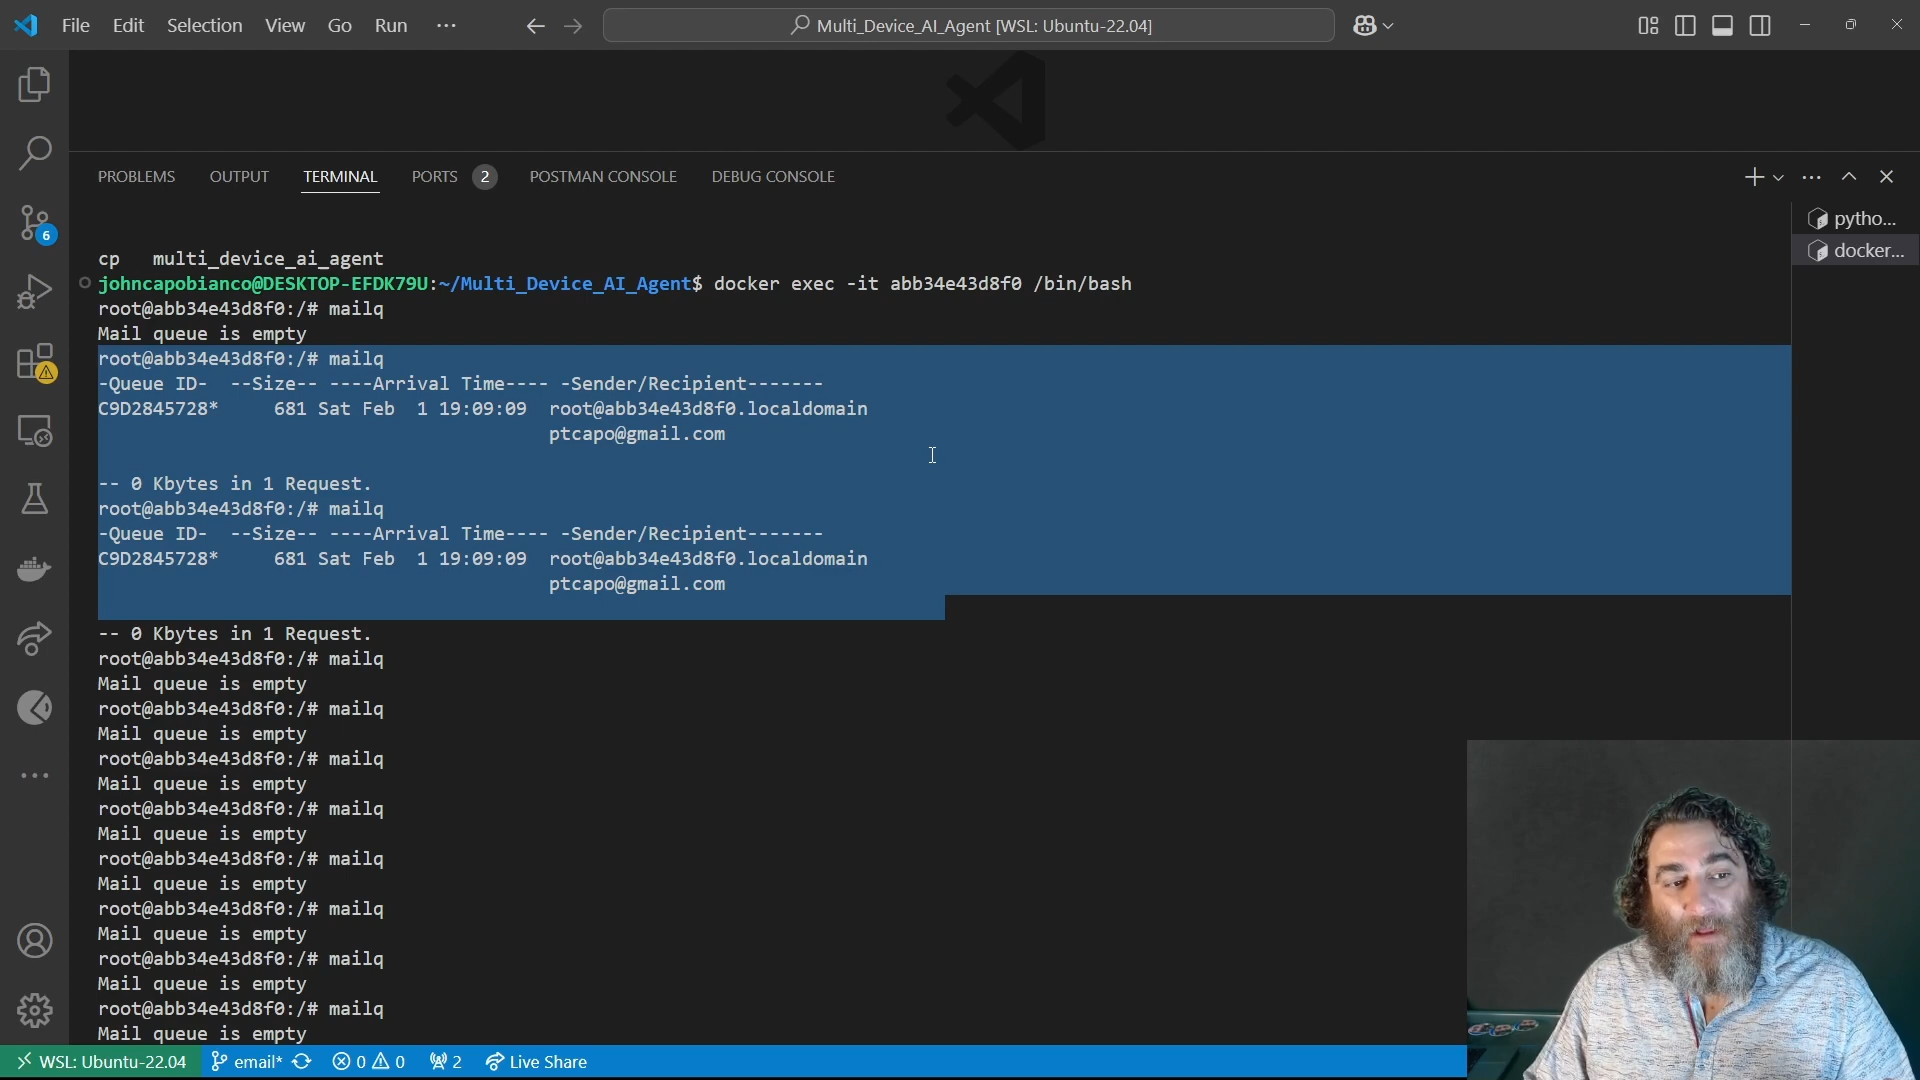 File Edit Selection View Go Run ···
Multi_Device_AI_Agent [WSL: Ubuntu-22.04]
PROBLEMS OUTPUT TERMINAL PORTS 2 POSTMAN CONSOLE DEBUG CONSOLE
pytho...
docker...
6
cp   multi_device_ai_agent
johncapobianco@DESKTOP-EFDK79U:~/Multi_Device_AI_Agent$ docker exec -it abb34e43d8f0 /bin/bash
root@abb34e43d8f0:/# mailq
Mail queue is empty
root@abb34e43d8f0:/# mailq
-Queue ID-  --Size-- ----Arrival Time---- -Sender/Recipient-------
C9D2845728*     681 Sat Feb  1 19:09:09  root@abb34e43d8f0.localdomain
ptcapo@gmail.com
-- 0 Kbytes in 1 Request.
root@abb34e43d8f0:/# mailq
-Queue ID-  --Size-- ----Arrival Time---- -Sender/Recipient-------
C9D2845728*     681 Sat Feb  1 19:09:09  root@abb34e43d8f0.localdomain
ptcapo@gmail.com
-- 0 Kbytes in 1 Request.
root@abb34e43d8f0:/# mailq
Mail queue is empty
root@abb34e43d8f0:/# mailq
Mail queue is empty
root@abb34e43d8f0:/# mailq
Mail queue is empty
root@abb34e43d8f0:/# mailq
Mail queue is empty
root@abb34e43d8f0:/# mailq
Mail queue is empty
root@abb34e43d8f0:/# mailq
Mail queue is empty
root@abb34e43d8f0:/# mailq
Mail queue is empty
root@abb34e43d8f0:/# mailq
Mail queue is empty
WSL: Ubuntu-22.04 email* 0 0 2 Live Share